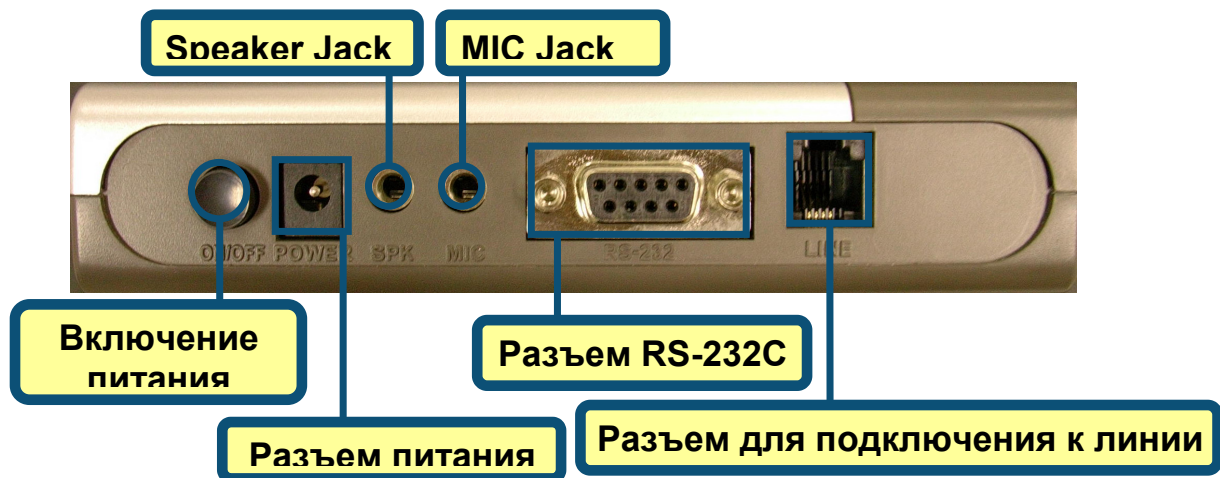 Speaker Jack
MIC Jack
ON/OFF POWER SPK MIC RS-232 LINE
Включение
питания
Разъем RS-232C
Разъем питания
Разъем для подключения к линии